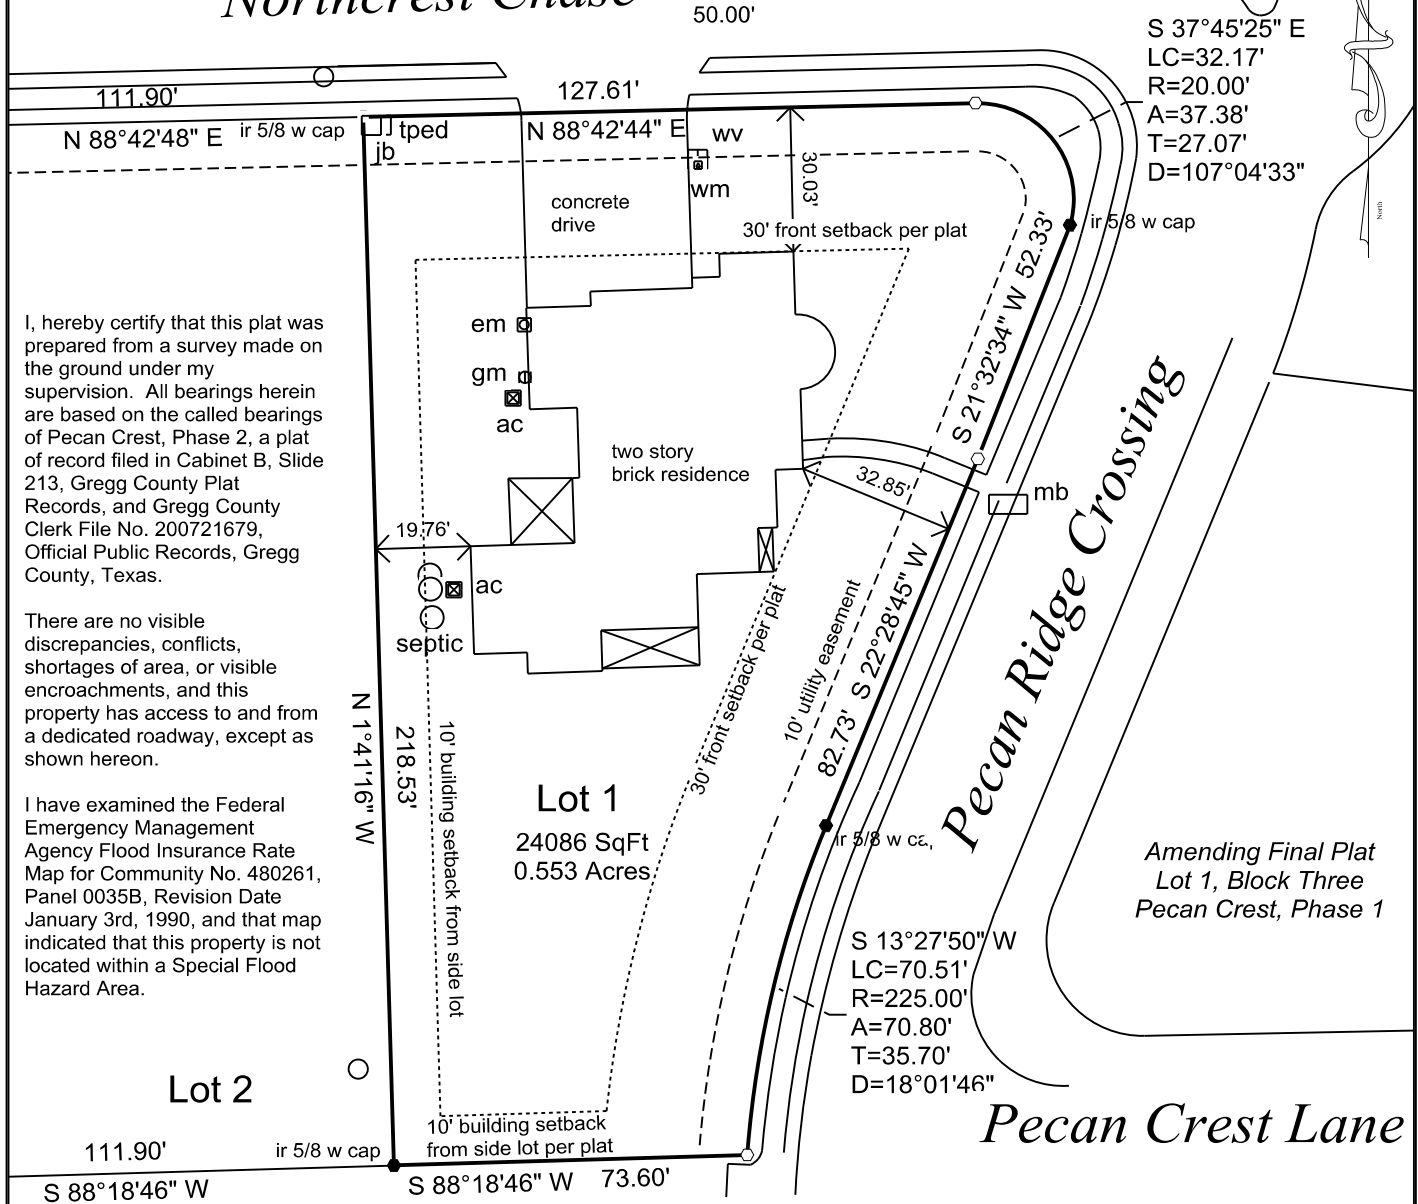 Northcrest Chase
50.00'
S 37°45'25" E
LC=32.17'
R=20.00'
A=37.38'
T=27.07'
D=107°04'33"
North
111.90'
N 88°42'48" E
ir 5/8 w cap
tped
jb
127.61'
N 88°42'44" E
wv
wm
30.03'
concrete
drive
30' front setback per plat
ir 5/8 w cap
S 21°32'34" W 52.33'
I, hereby certify that this plat was
prepared from a survey made on
the ground under my
supervision. All bearings herein
are based on the called bearings
of Pecan Crest, Phase 2, a plat
of record filed in Cabinet B, Slide
213, Gregg County Plat
Records, and Gregg County
Clerk File No. 200721679,
Official Public Records, Gregg
County, Texas.
There are no visible
discrepancies, conflicts,
shortages of area, or visible
encroachments, and this
property has access to and from
a dedicated roadway, except as
shown hereon.
I have examined the Federal
Emergency Management
Agency Flood Insurance Rate
Map for Community No. 480261,
Panel 0035B, Revision Date
January 3rd, 1990, and that map
indicated that this property is not
located within a Special Flood
Hazard Area.
em
gm
ac
two story
brick residence
32.85'
mb
19.76'
ac
septic
Pecan Ridge Crossing
82.73' S 22°28'45" W
10' utility easement
30' front setback per plat
N 1°41'16" W
218.53'
10' building setback from side lot
Lot 1
24086 SqFt
0.553 Acres
ir 5/8 w ca
Amending Final Plat
Lot 1, Block Three
Pecan Crest, Phase 1
S 13°27'50" W
LC=70.51'
R=225.00'
A=70.80'
T=35.70'
D=18°01'46"
Lot 2
Pecan Crest Lane
10' building setback
from side lot per plat
111.90'
ir 5/8 w cap
S 88°18'46" W
S 88°18'46" W 73.60'